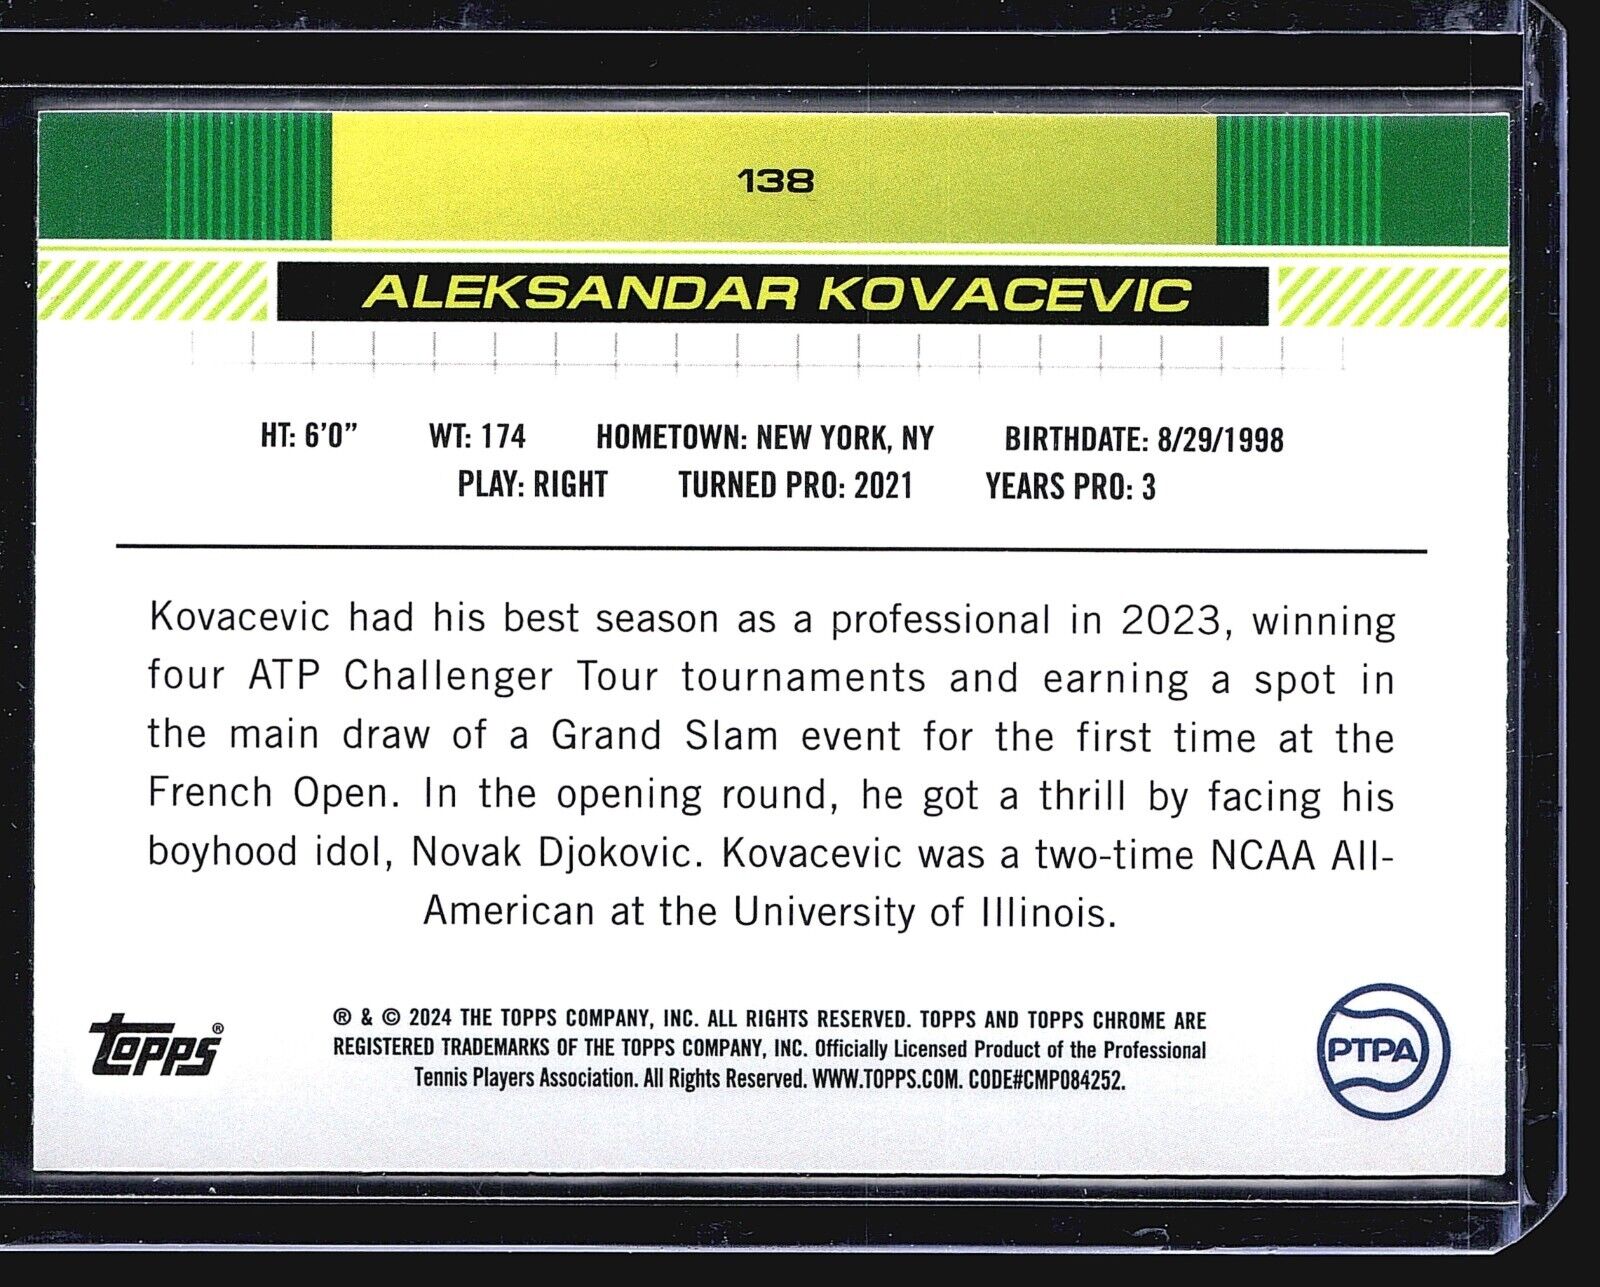 138
ALEKSANDAR KOVACEVIC
HT: 6'0” WT: 174 HOMETOWN: NEW YORK, NY BIRTHDATE: 8/29/1998
PLAY: RIGHT TURNED PRO: 2021 YEARS PRO: 3
Kovacevic had his best season as a professional in 2023, winning
four ATP Challenger Tour tournaments and earning a spot in
the main draw of a Grand Slam event for the first time at the
French Open. In the opening round, he got a thrill by facing his
boyhood idol, Novak Djokovic. Kovacevic was a two-time NCAA All-
American at the University of Illinois.
topps®
® & © 2024 THE TOPPS COMPANY, INC. ALL RIGHTS RESERVED. TOPPS AND TOPPS CHROME ARE
REGISTERED TRADEMARKS OF THE TOPPS COMPANY, INC. Officially Licensed Product of the Professional
Tennis Players Association. All Rights Reserved. WWW.TOPPS.COM. CODE#CMP084252.
PTPA